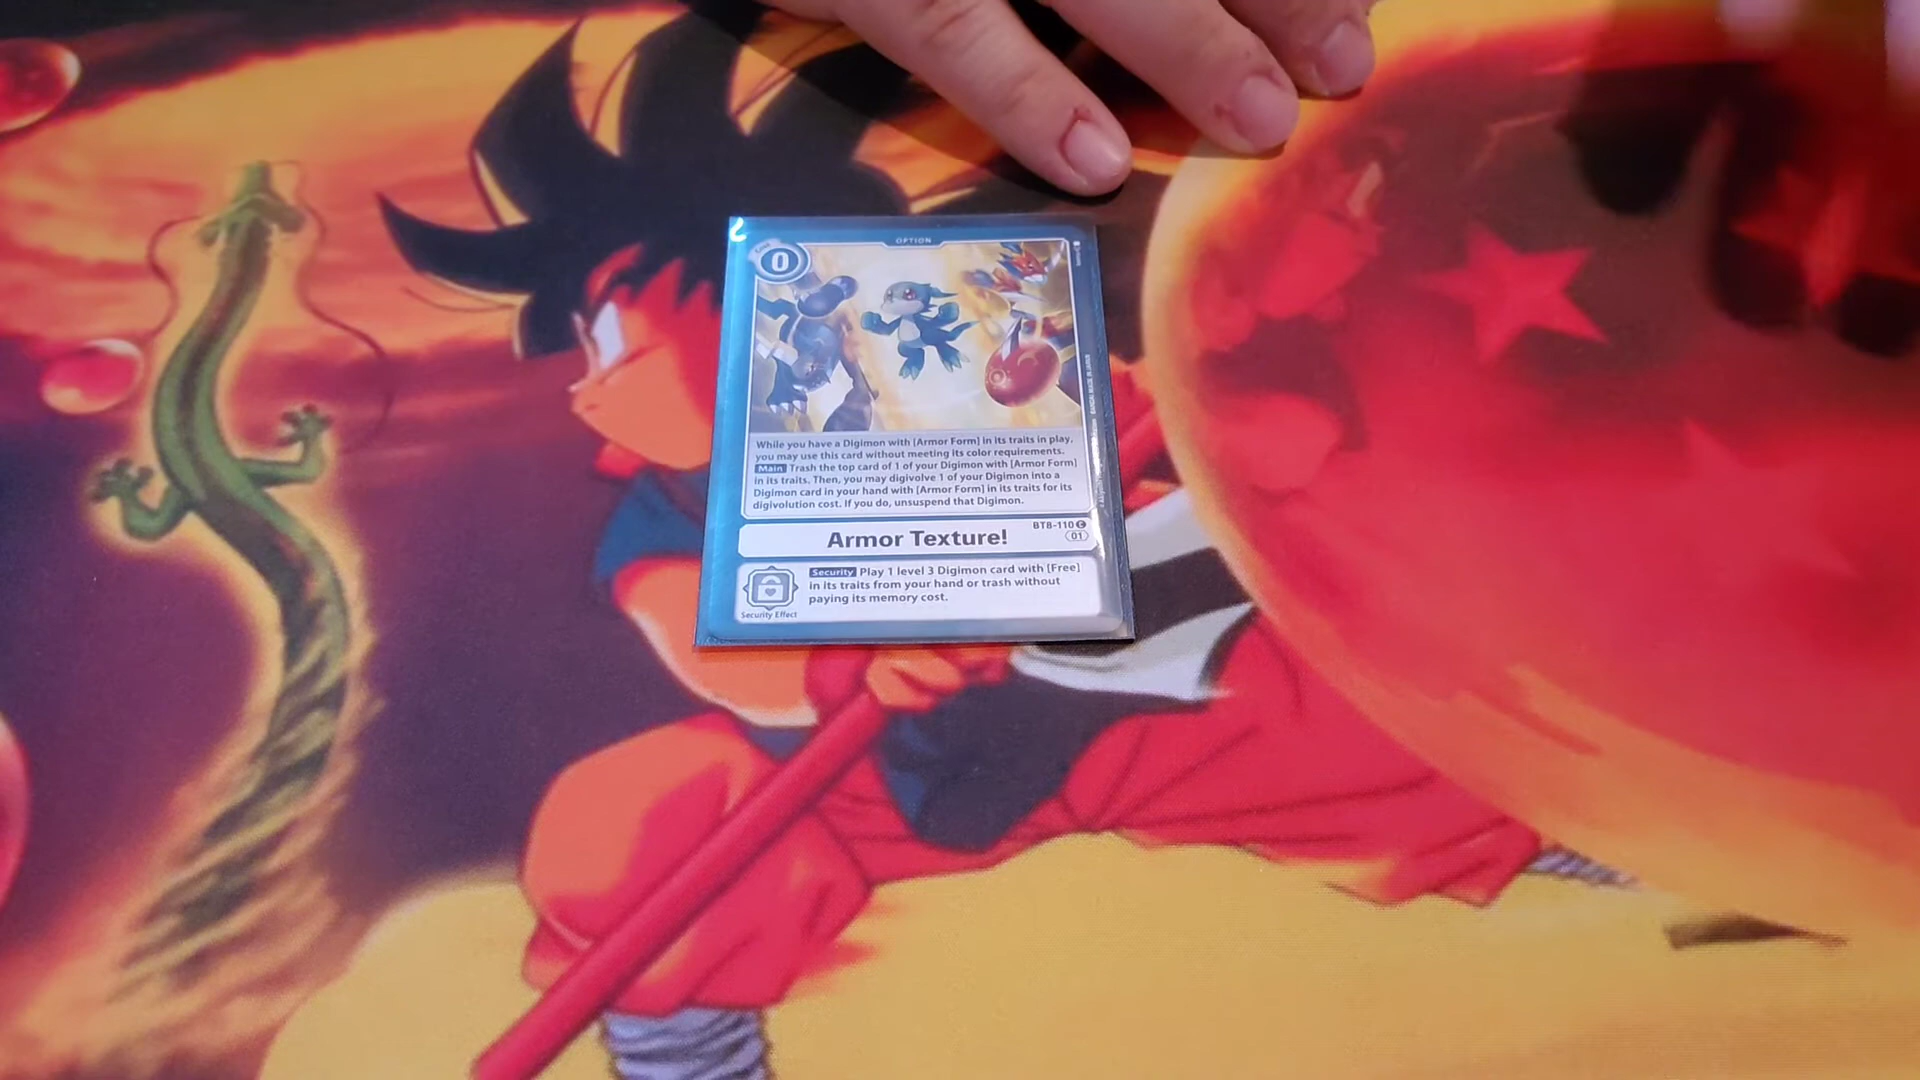 OPTION
0
While you have a Digimon with [Armor Form] in its traits in play,
you may use this card without meeting its color requirements.
Main Trash the top card of 1 of your Digimon with [Armor Form]
in its traits. Then, you may digivolve 1 of your Digimon into a
Digimon card in your hand with [Armor Form] in its traits for its
digivolution cost. If you do, unsuspend that Digimon.
BT8-110 C
Armor Texture!
01
Security Play 1 level 3 Digimon card with [Free]
in its traits from your hand or trash without
paying its memory cost.
Security Effect